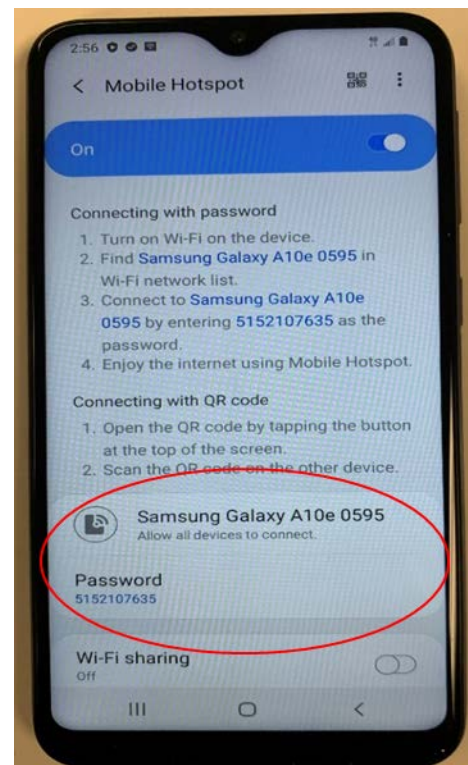 2:56
Mobile Hotspot
On
Connecting with password
1. Turn on Wi-Fi on the device.
2. Find Samsung Galaxy A10e 0595 in
Wi-Fi network list.
3. Connect to Samsung Galaxy A10e
0595 by entering 5152107635 as the
password.
4. Enjoy the internet using Mobile Hotspot.
Connecting with QR code
1. Open the QR code by tapping the button
at the top of the screen.
2. Scan the QR code on the other device.
Samsung Galaxy A10e 0595
Allow all devices to connect.
Password
5152107635
Wi-Fi sharing
Off